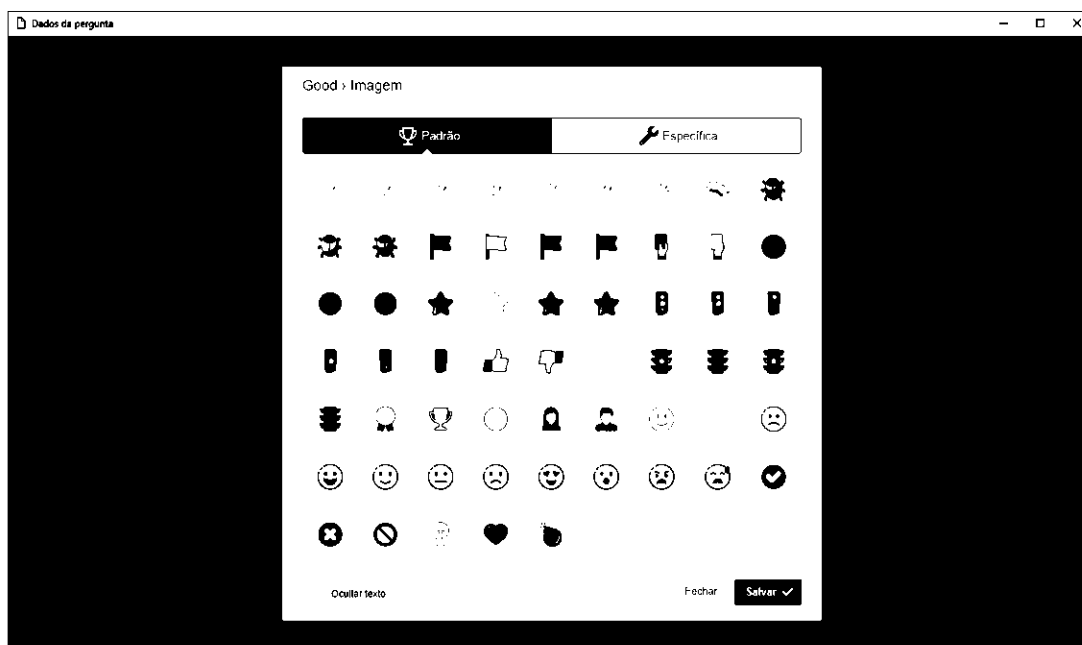 Dados da pergunta
Good › Imagem
Padrão
Específica
Ocultar texto
Fechar
Salvar